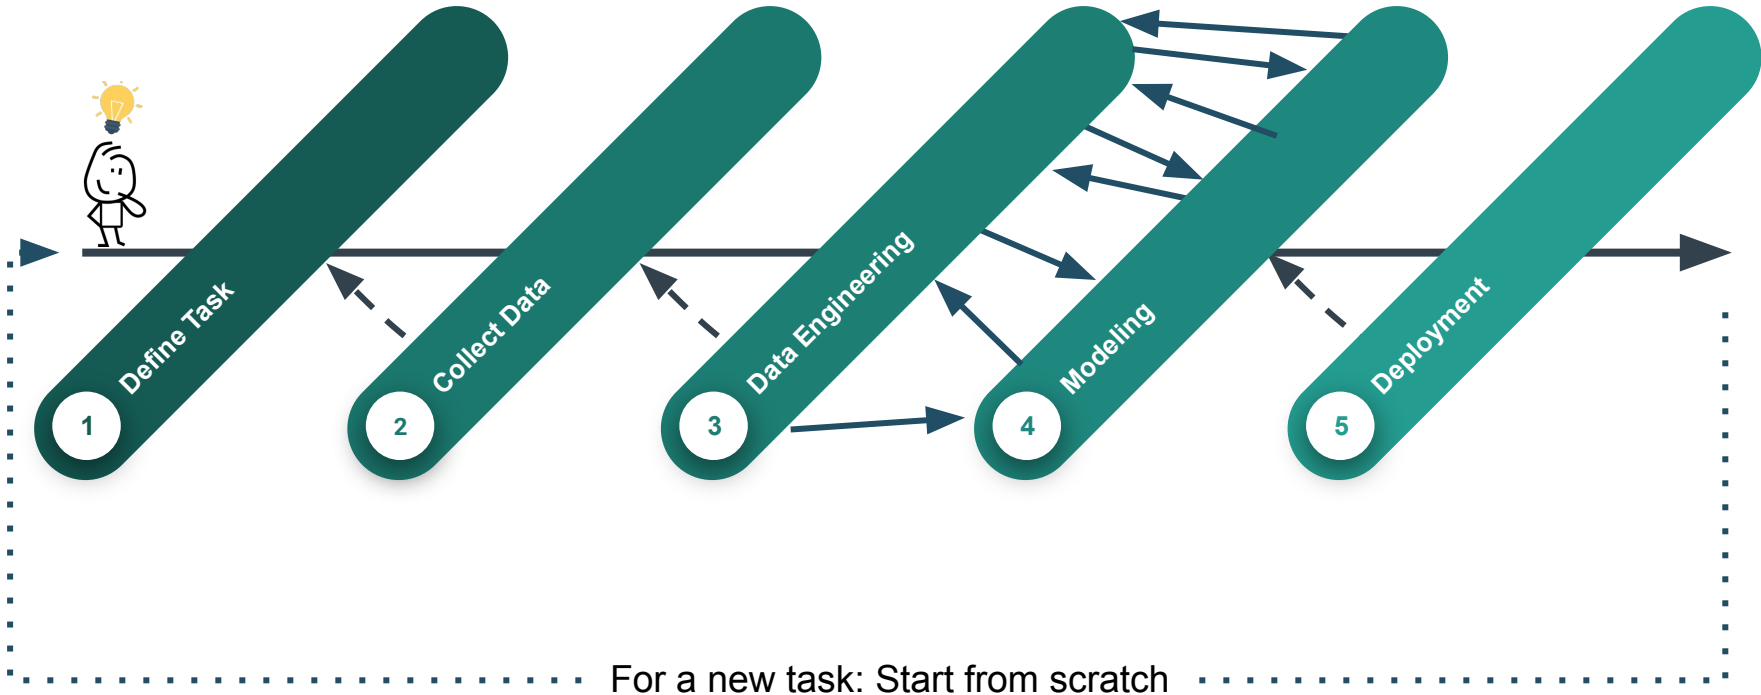 1
Define Task
2
Collect Data
3
Data Engineering
4
Modeling
5
Deployment
For a new task: Start from scratch